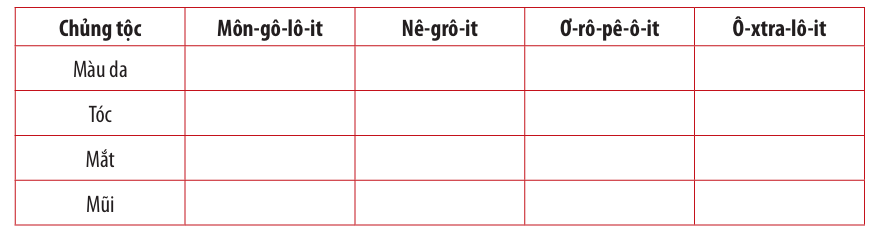 Chủng tộc Môn-gô-lô-it Nê-grô-it Ơ-rô-pê-ô-it Ô-xtra-lô-it
Màu da
Tóc
Mắt
Mũi